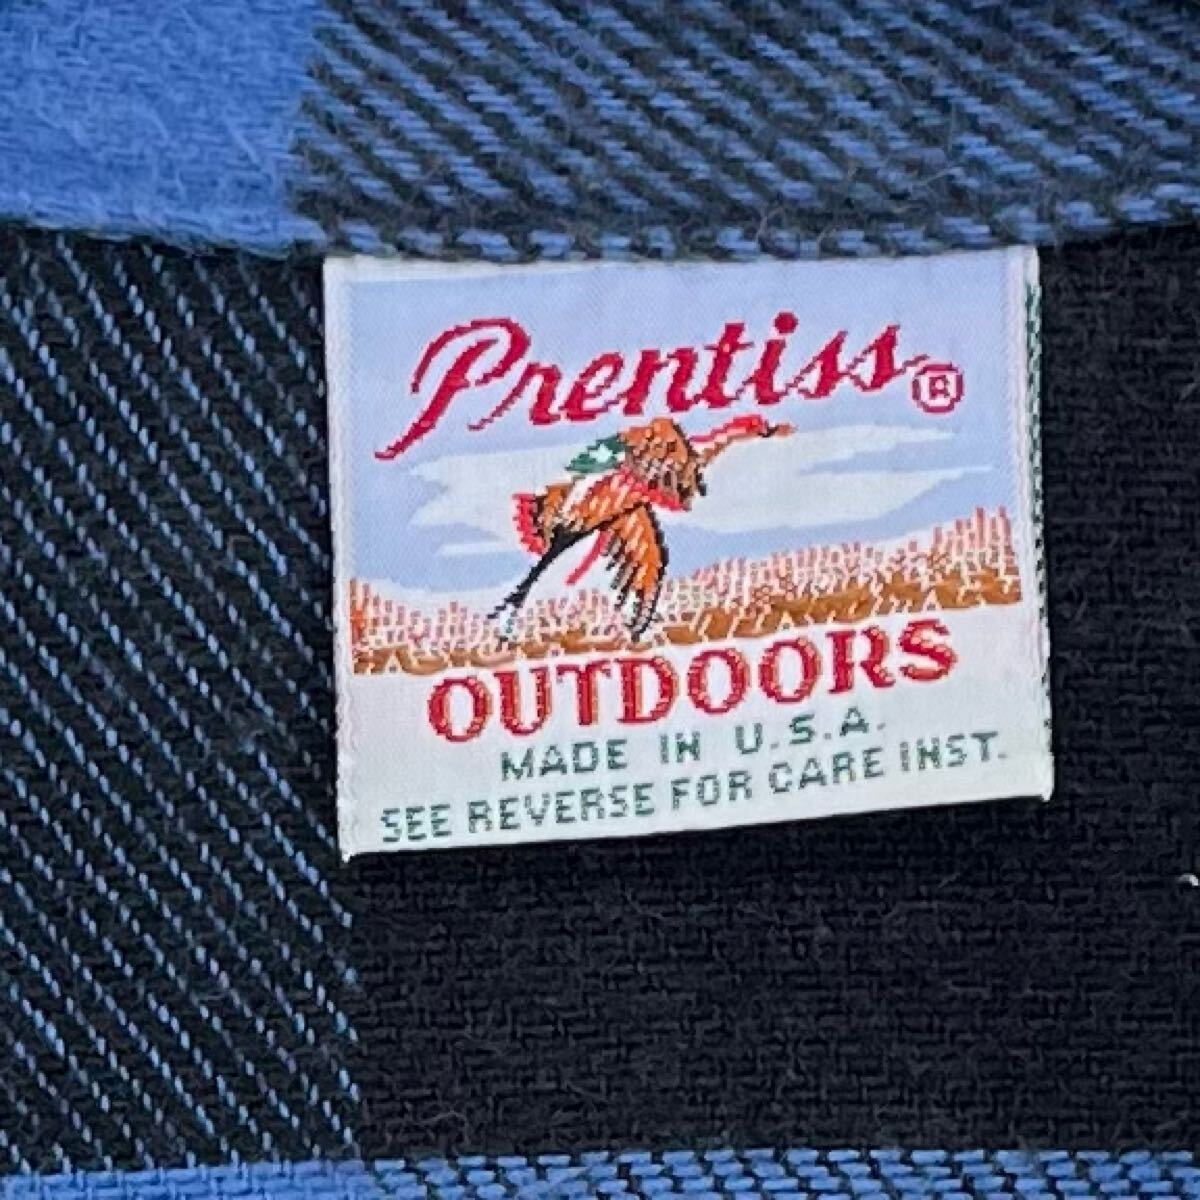 Prentiss®
OUTDOORS
MADE IN U.S.A.
SEE REVERSE FOR CARE INST.